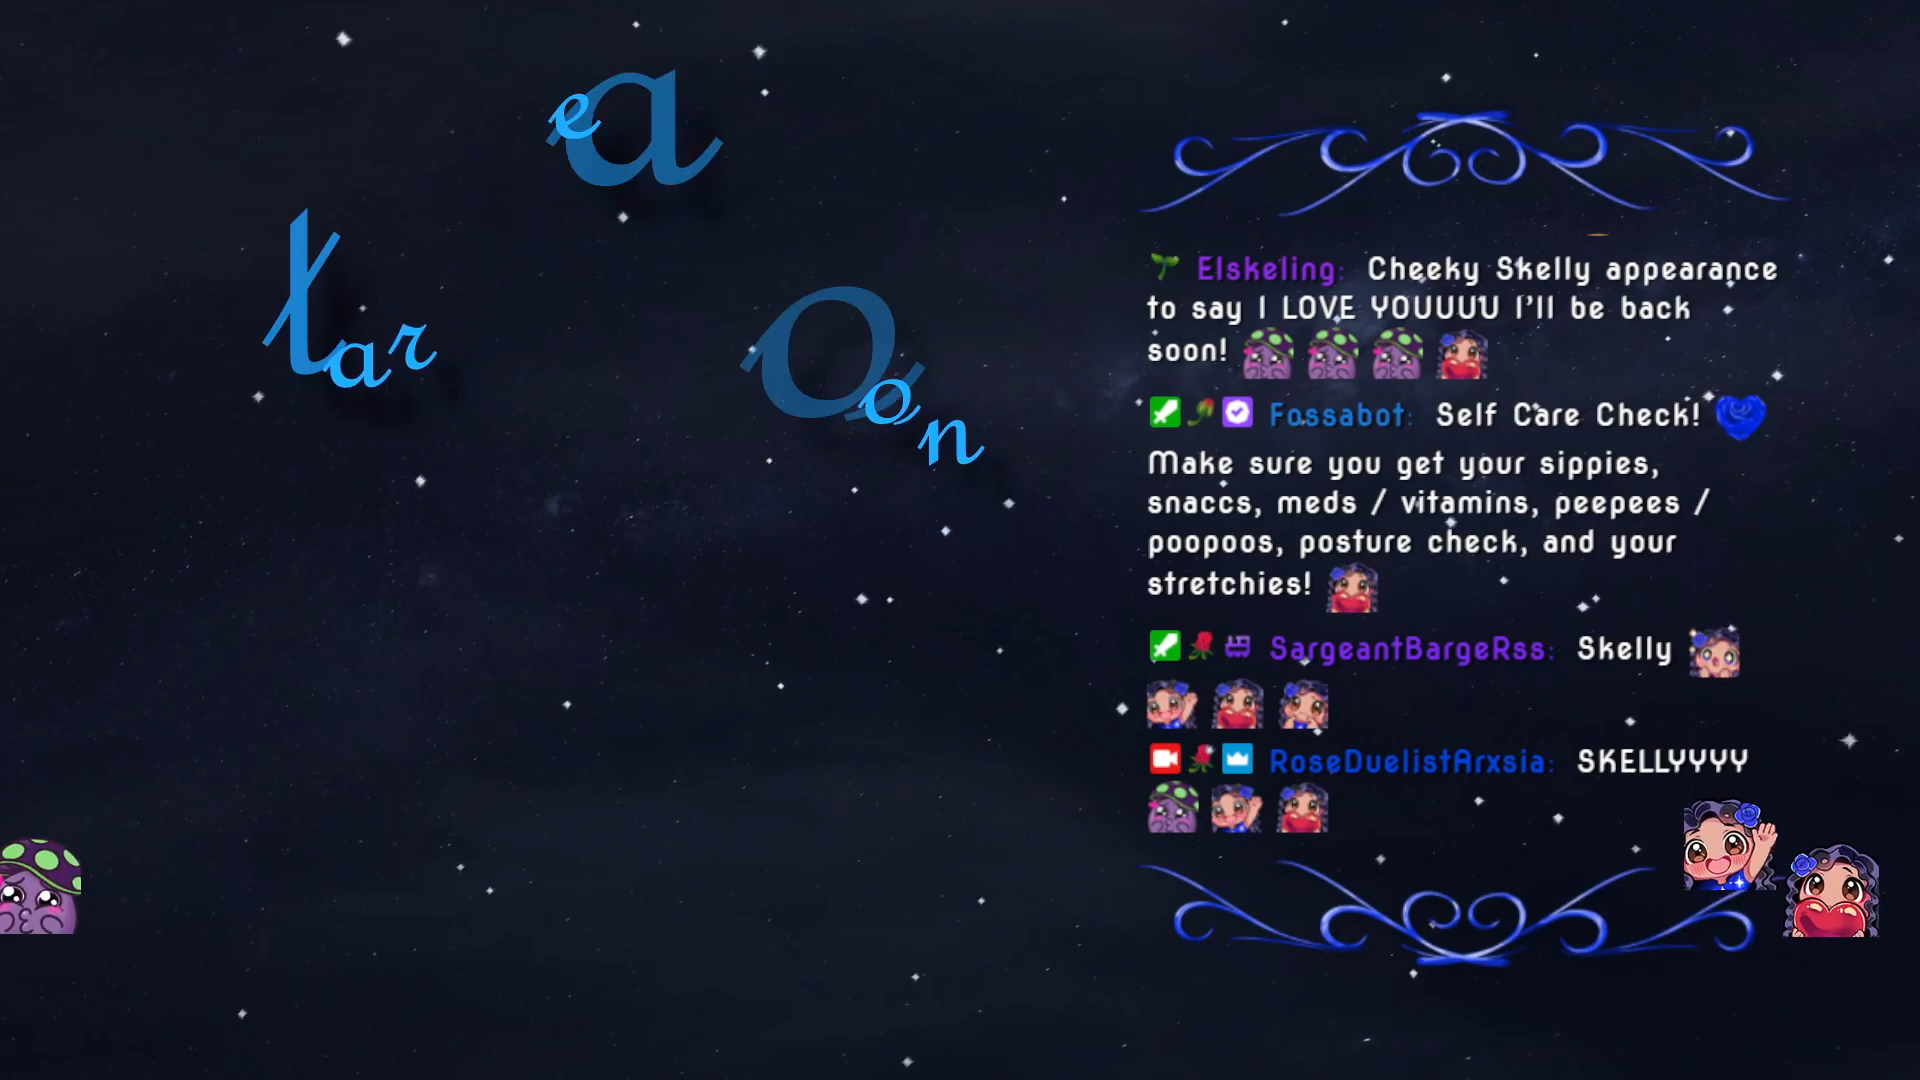 e a
t a r
o o n
Elskeling: Cheeky Skelly appearance
to say I LOVE YOUUUU I'll be back
soon!
Fossabot: Self Care Check!
Make sure you get your sippies,
snaccs, meds / vitamins, peepees /
poopoos, posture check, and your
stretchies!
SargeantBargeRss: Skelly
RoseDuelistArxsia: SKELLYYYY